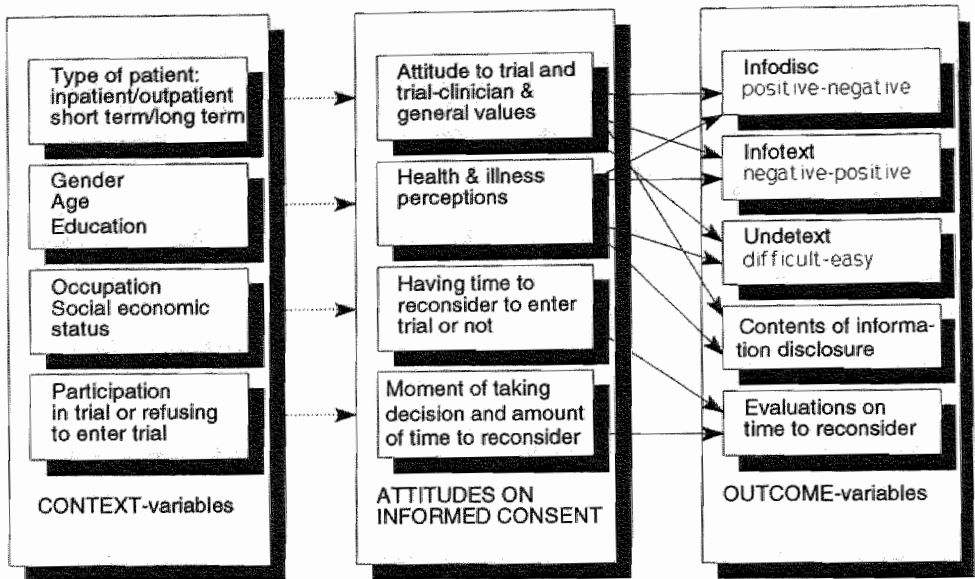 Type of patient:
inpatient/outpatient
short term/long term
Gender
Age
Education
Occupation
Social economic
status
Participation
in trial or refusing
to enter trial
CONTEXT-variables
Attitude to trial and
trial-clinician &
general values
Health & illness
perceptions
Having time to
reconsider to enter
trial or not
Moment of taking
decision and amount
of time to reconsider
ATTITUDES ON
INFORMED CONSENT
Infodisc
positive-negative
Infotext
negative-positive
Undetext
difficult-easy
Contents of informa-
tion disclosure
Evaluations on
time to reconsider
OUTCOME-variables